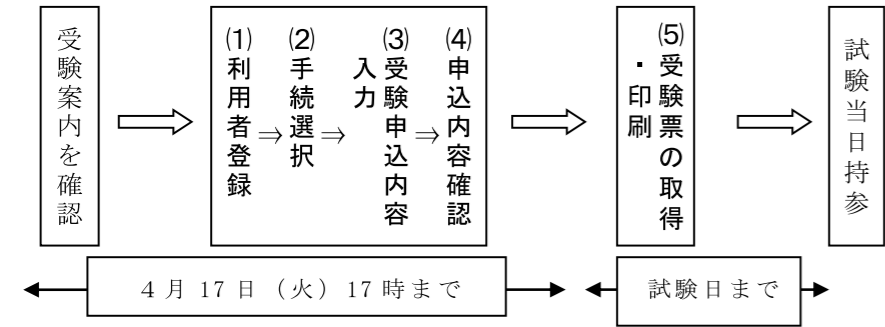 受験案内を確認
⑴利用者登録
⇒
⑵手続選択
⇒
⑶受験申込内容
入力
⇒
⑷申込内容確認
⑸受験票の取得
・印刷
試験当日持参
4月17日（火）17時まで
試験日まで